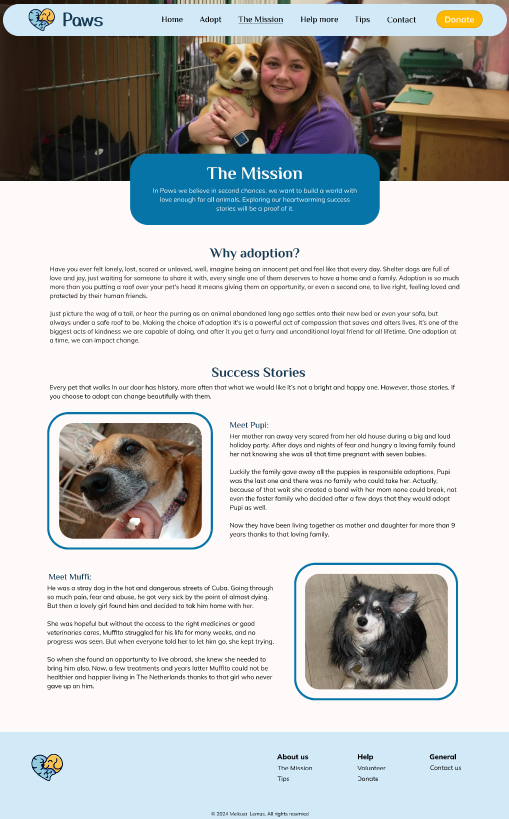 Paws
Home Adopt The Mission Help more Tips Contact Donate
The Mission
In Paws we believe in second chances, we want to build a world with
love enough for all animals. Exploring our heartwarming success
stories will be a proof of it.
Why adoption?
Have you ever felt lonely, lost, scared or unloved, well, imagine being an innocent pet and feel like that every day. Shelter dogs are full of
love and joy, just waiting for someone to share it with, every single one of them deserves to have a home and a family. Adoption is so much
more than you putting a roof over your pet's head it means giving them an opportunity, or even a second one, to live right, feeling loved and
protected by their human friends.
Just picture the wag of a tail, or hear the purring as an animal abandoned long ago settles onto their new bed or even your sofa, but
always under a safe roof to be. Making the choice of adoption it's is a powerful act of compassion that saves and alters lives. It's one of the
biggest acts of kindness we are capable of doing, and after it you get a furry and unconditional loyal friend for all lifetime. One adoption at
a time, we can impact change.
Success Stories
Every pet that walks in our door has history, more often that what we would like it's not a bright and happy one. However, those stories, if
you choose to adopt can change beautifully with them.
Meet Pupi:
Her mother ran away very scared from her old house during a big and loud
holiday party. After days and nights of fear and hungry a loving family found
her not knowing she was all that time pregnant with seven babies.
Luckily the family gave away all the puppies in responsible adoptions, Pupi
was the last one and there was no family who could take her. Actually,
because of that wait she created a bond with her mom none could break, not
even the foster family who decided after a few days that they would adopt
Pupi as well.
Now they have been living together as mother and daughter for more than 9
years thanks to that loving family.
Meet Muffi:
He was a stray dog in the hot and dangerous streets of Cuba. Going through
so much pain, fear and abuse, he got very sick by the point of almost dying.
But then a lovely girl found him and decided to tak him home with her.
She was hopeful but without the access to the right medicines or good
veterinaries cares, Muffito struggled for his life for many weeks, and no
progress was seen. But when everyone told her to let him go, she kept trying.
So when she found an opportunity to live abroad, she knew she needed to
bring him also. Now, a few treatments and years latter Muffito could not be
healthier and happier living in The Netherlands thanks to that girl who never
gave up on him.
About us Help General
The Mission Volunteer Contact us
Tips Donate
© 2024 Melissa Lemus. All rights reserved